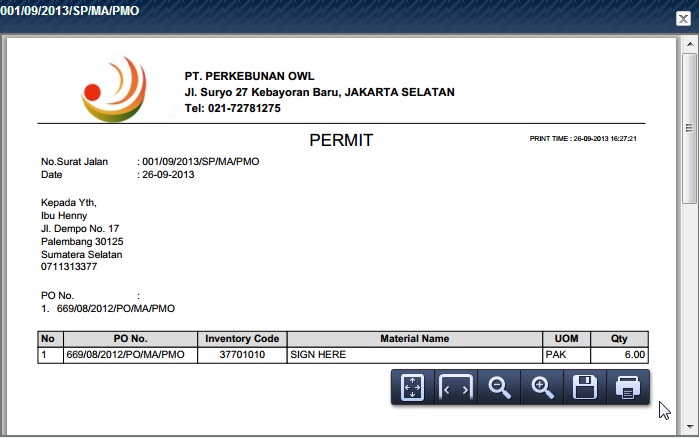 001/09/2013/SP/MA/PMO
PT. PERKEBUNAN OWL
Jl. Suryo 27 Kebayoran Baru, JAKARTA SELATAN
Tel: 021-72781275
PERMIT
PRINT TIME : 26-09-2013 16:27:21
No.Surat Jalan : 001/09/2013/SP/MA/PMO
Date : 26-09-2013
Kepada Yth,
Ibu Henny
Jl. Dempo No. 17
Palembang 30125
Sumatera Selatan
0711313377
PO No. :
1. 669/08/2012/PO/MA/PMO
No PO No. Inventory Code Material Name UOM Qty
1 669/08/2012/PO/MA/PMO 37701010 SIGN HERE PAK 6.00